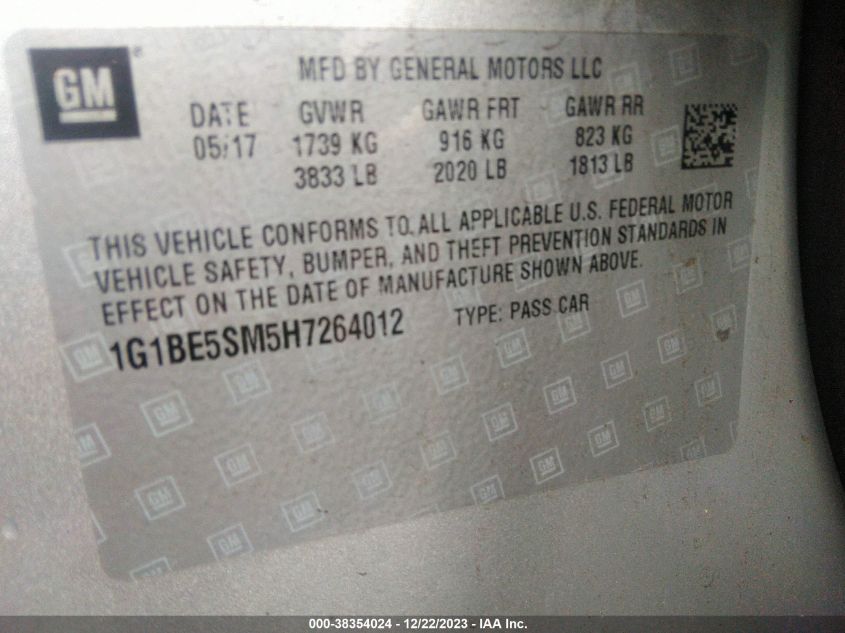 GM
MFD BY GENERAL MOTORS LLC
DATE GVWR GAWR FRT GAWR RR
05/17 1739 KG 916 KG 823 KG
3833 LB 2020 LB 1813 LB
THIS VEHICLE CONFORMS TO ALL APPLICABLE U.S. FEDERAL MOTOR
VEHICLE SAFETY, BUMPER, AND THEFT PREVENTION STANDARDS IN
EFFECT ON THE DATE OF MANUFACTURE SHOWN ABOVE.
1G1BE5SM5H7264012 TYPE: PASS CAR
000-38354024 - 12/22/2023 - IAA Inc.